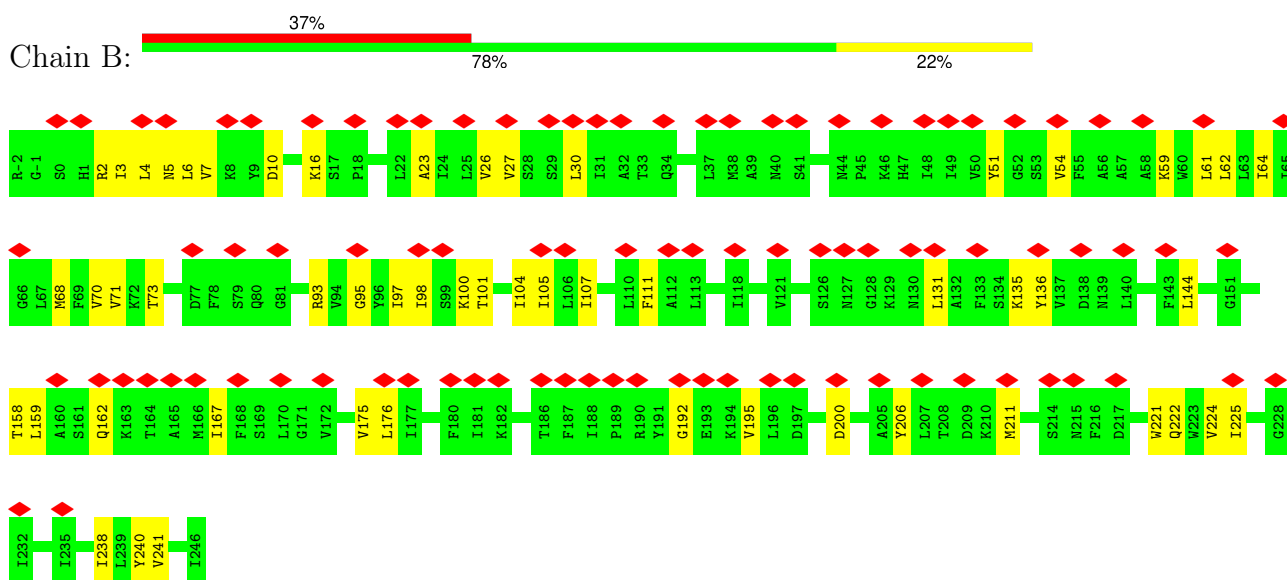 37%
Chain B:
78% 22%
R-2 G-1 S0 H1 R2 I3 L4 N5 L6 V7 K8 Y9 D10 K16 S17 P18 L22 A23 I24 L25 V26 V27 S28 S29 L30 I31 A32 T33 Q34 L37 M38 A39 N40 S41 N44 P45 K46 H47 I48 I49 V50 Y51 G52 S53 V54 F55 A56 A57 A58 K59 W60 L61 L62 L63 I64 I65
G66 L67 M68 F69 V70 V71 K72 T73 D77 F78 S79 Q80 G81 R93 V94 G95 Y96 I97 I98 S99 K100 T101 I104 I105 L106 I107 L110 F111 A112 L113 I118 V121 S126 N127 G128 K129 N130 L131 A132 F133 S134 K135 Y136 V137 D138 N139 L140 F143 L144 G151
T158 L159 A160 S161 Q162 K163 T164 A165 M166 I167 F168 S169 L170 G171 V172 V175 L176 I177 F180 I181 K182 T186 F187 I188 P189 R190 Y191 G192 E193 K194 V195 L196 D197 D200 A205 Y206 L207 T208 D209 K210 M211 S214 N215 F216 D217 W221 Q222 W223 V224 I225 G228
I232 I235 I238 L239 Y240 V241 I246